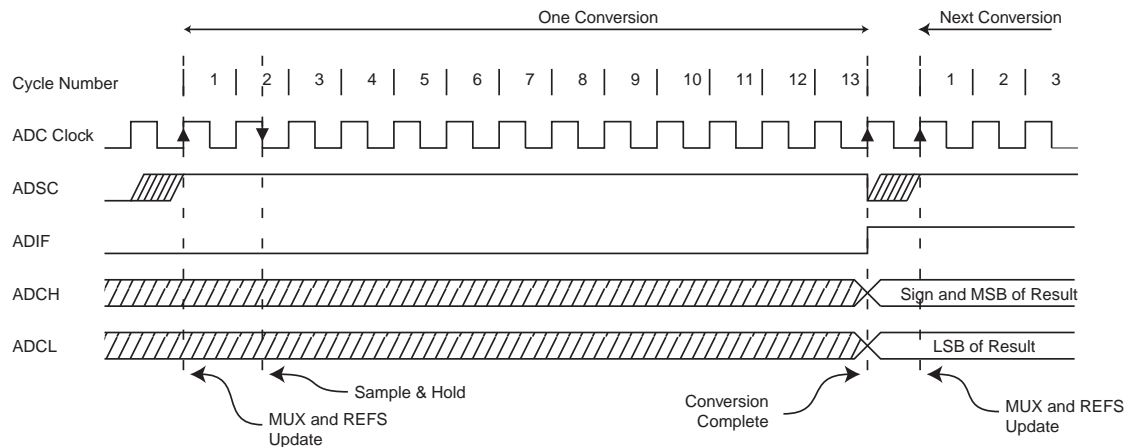 One Conversion
Next Conversion
Cycle Number
1 2 3 4 5 6 7 8 9 10 11 12 13 1 2 3
ADC Clock
ADSC
ADIF
ADCH
Sign and MSB of Result
ADCL
LSB of Result
Sample & Hold
MUX and REFS
Update
Conversion
Complete
MUX and REFS
Update